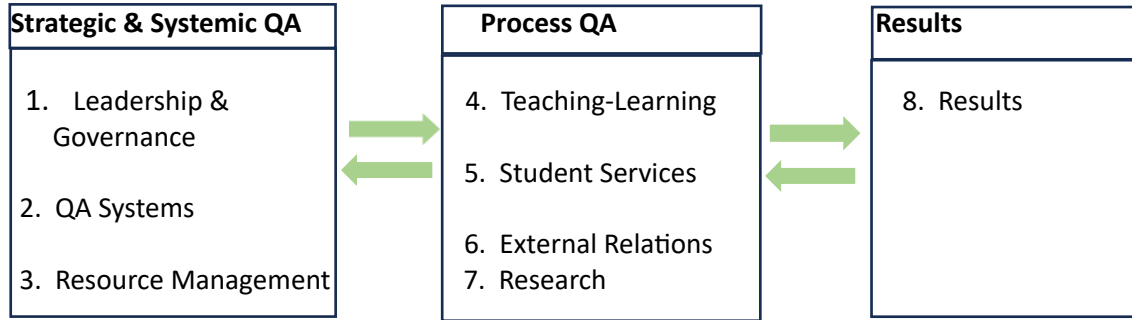 Strategic & Systemic QA
1. Leadership &
Governance
2. QA Systems
3. Resource Management
Process QA
4. Teaching-Learning
5. Student Services
6. External Relations
7. Research
Results
8. Results